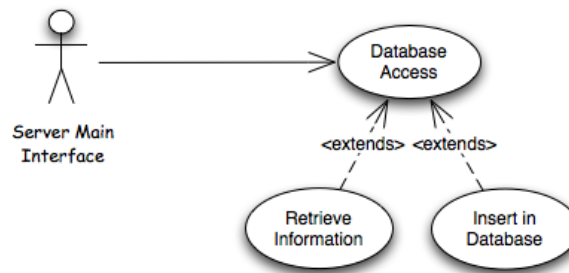 Database
Access
Server Main
Interface
<extends>
<extends>
Retrieve
Information
Insert in
Database